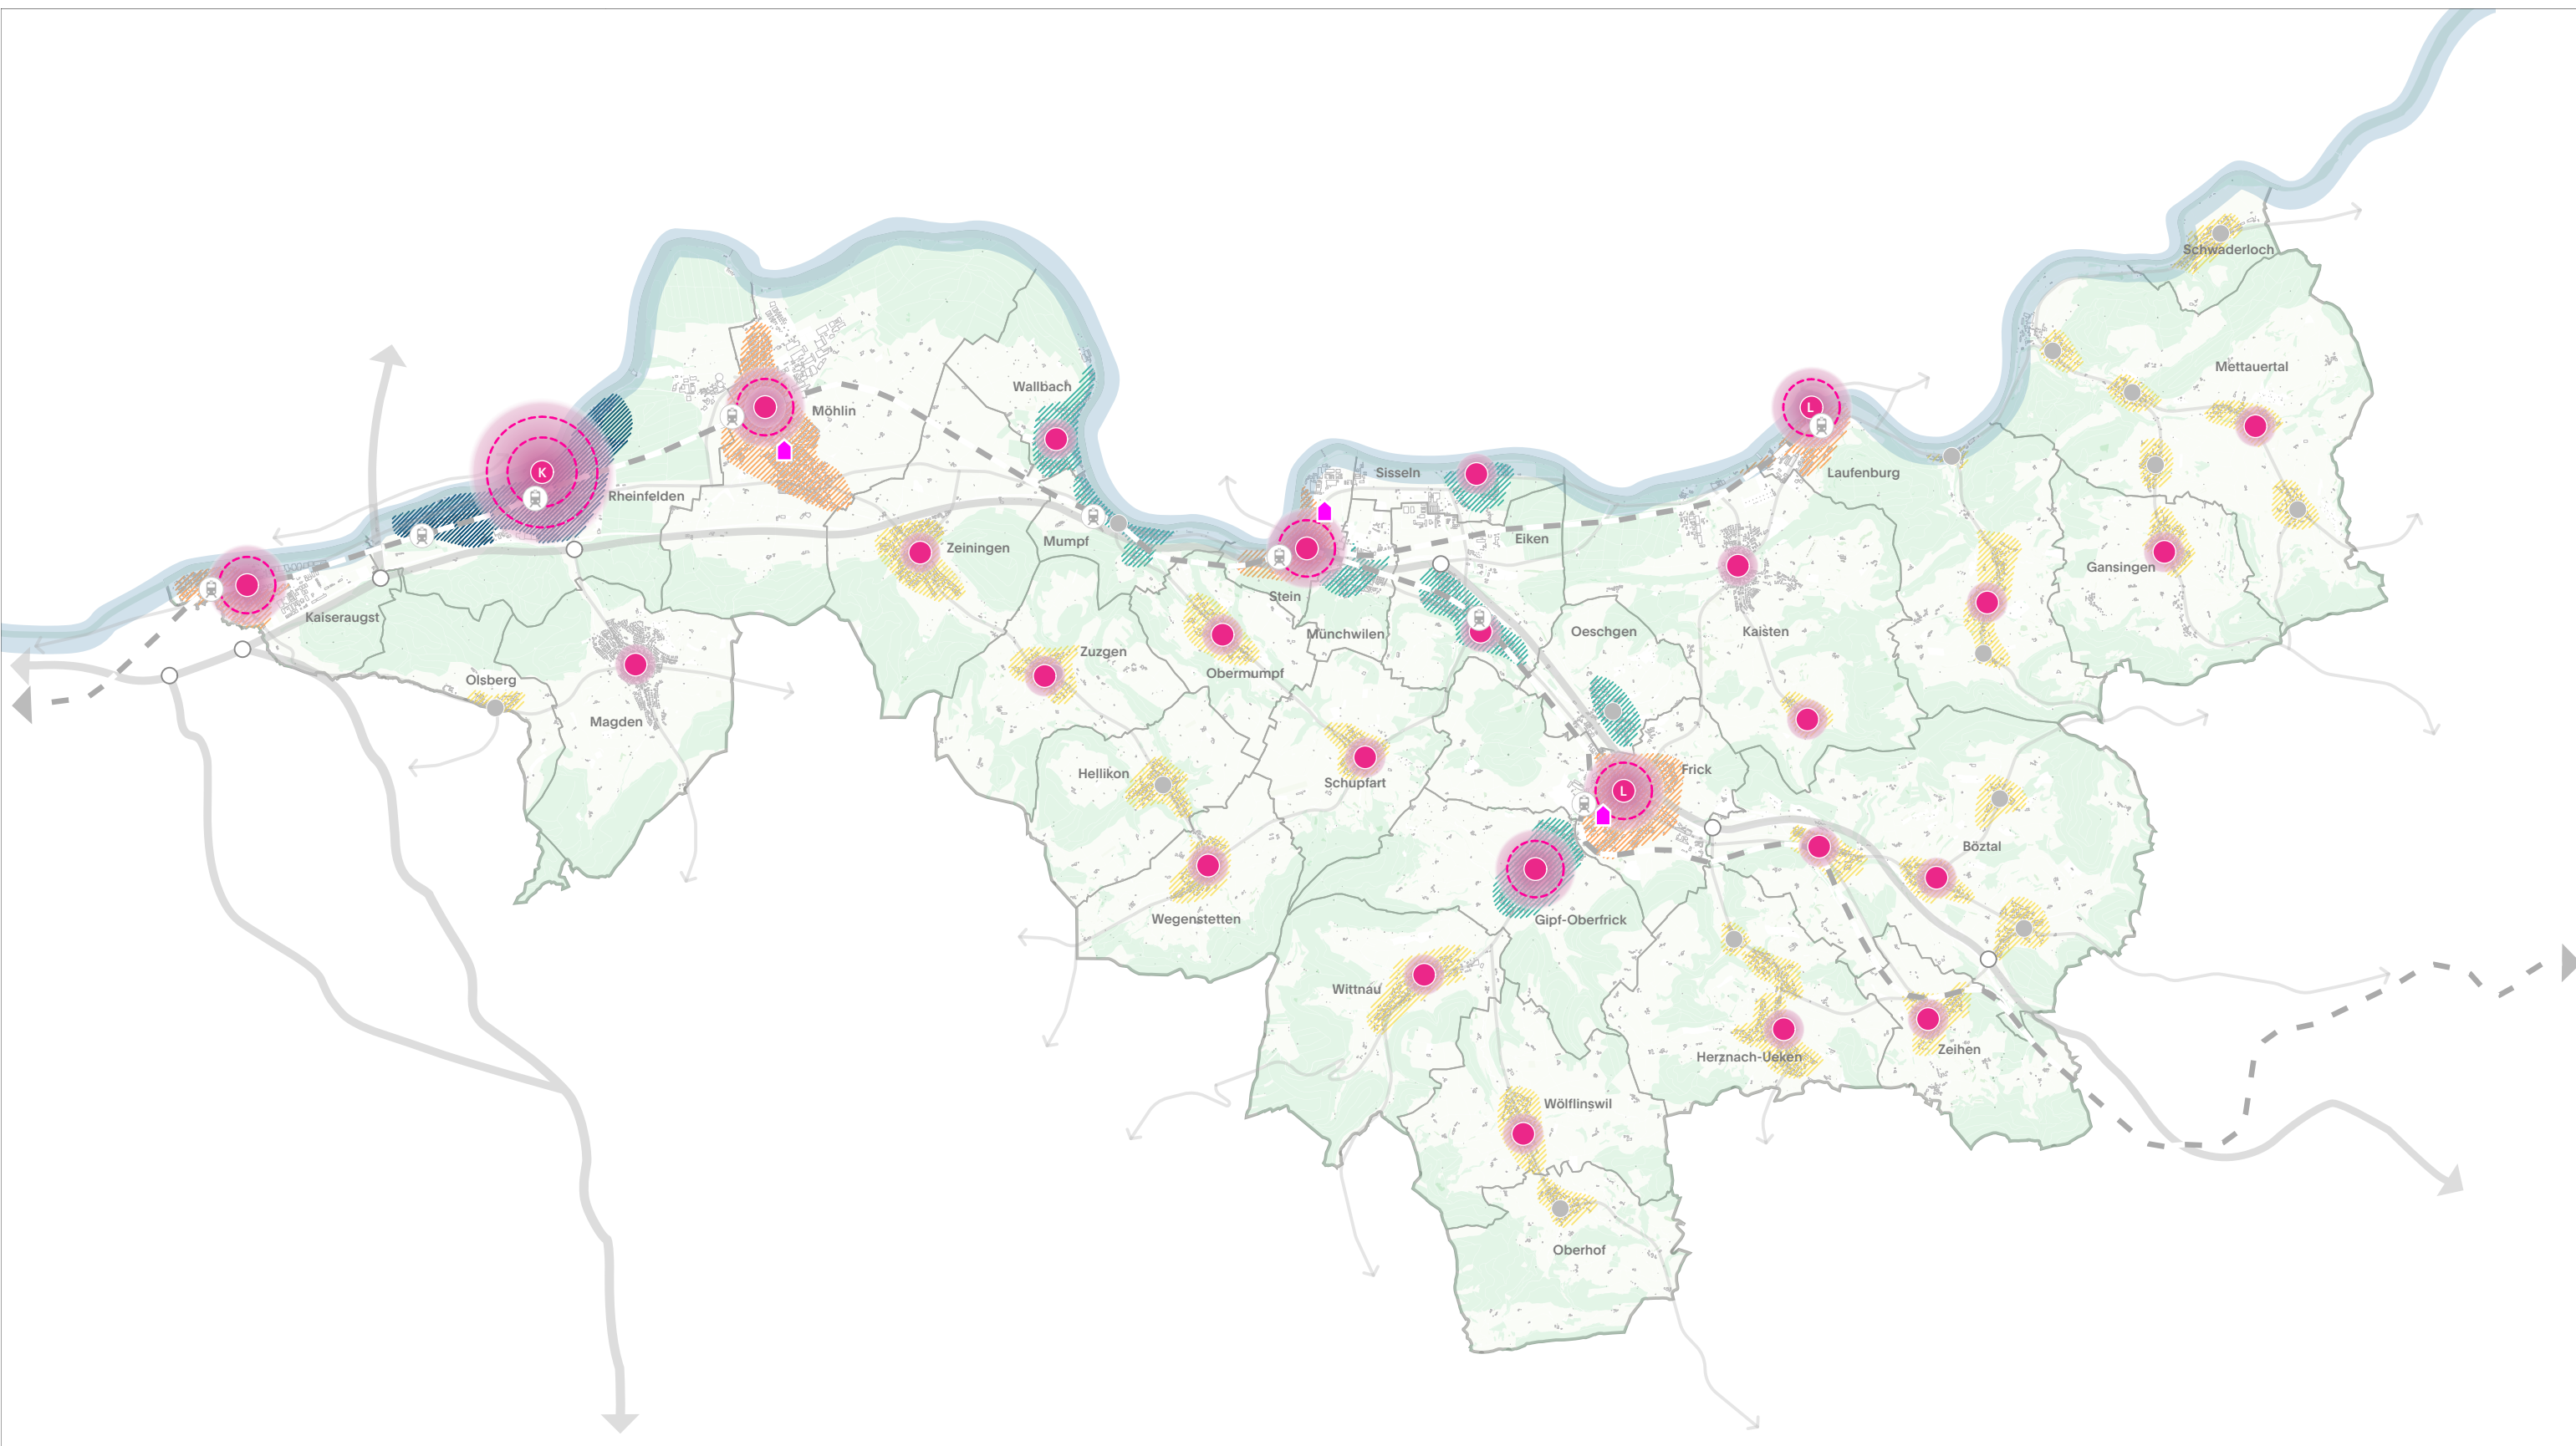 Schwaderloch
Mettauertal
Wallbach
Möhlin
L
Sisseln
Laufenburg
K
Rheinfelden
Eiken
Mumpf
Zeiningen
Gansingen
Stein
Kaiseraugst
Münchwilen
Oeschgen
Kaisten
Zuzgen
Obermumpf
Olsberg
Magden
Hellikon
Schupfart
Frick
L
Böztal
Wegenstetten
Gipf-Oberfrick
Wittnau
Herznach-Ueken
Zeihen
Wölflinswil
Oberhof